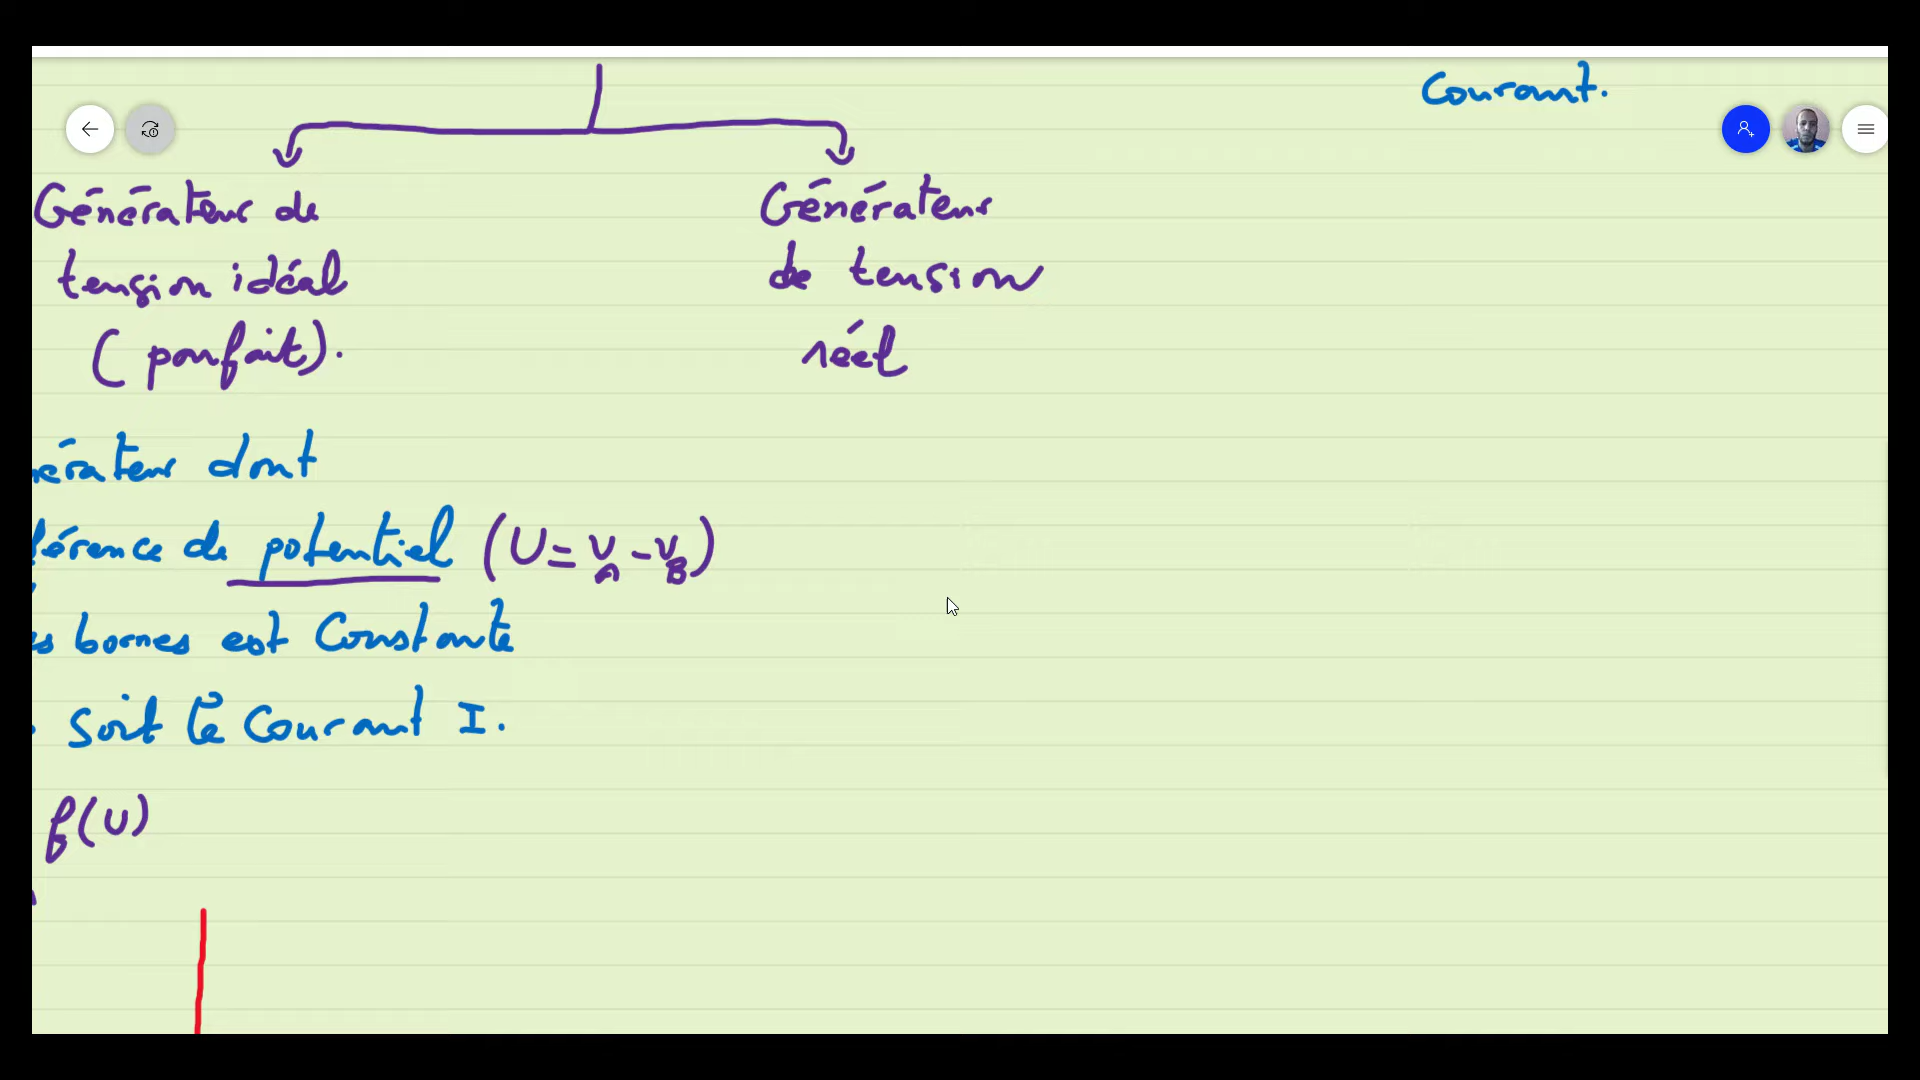 Courant.
Générateur de
tension idéal
(parfait).
Générateur
de tension
réel
nérateur dont
férence de potentiel (U = VA - VB)
s bornes est Constante
soit le Courant I.
f(U)